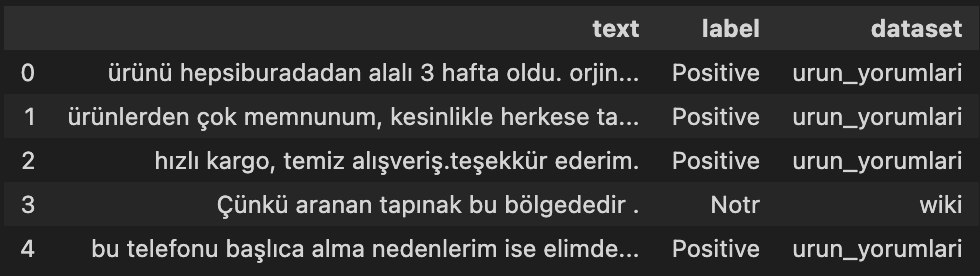 text label dataset
0 ürünü hepsiburadadan alalı 3 hafta oldu. orjin... Positive urun_yorumlari
1 ürünlerden çok memnunum, kesinlikle herkese ta... Positive urun_yorumlari
2 hızlı kargo, temiz alışveriş.teşekkür ederim. Positive urun_yorumlari
3 Çünkü aranan tapınak bu bölgededir . Notr wiki
4 bu telefonu başlıca alma nedenlerim ise elimde... Positive urun_yorumlari